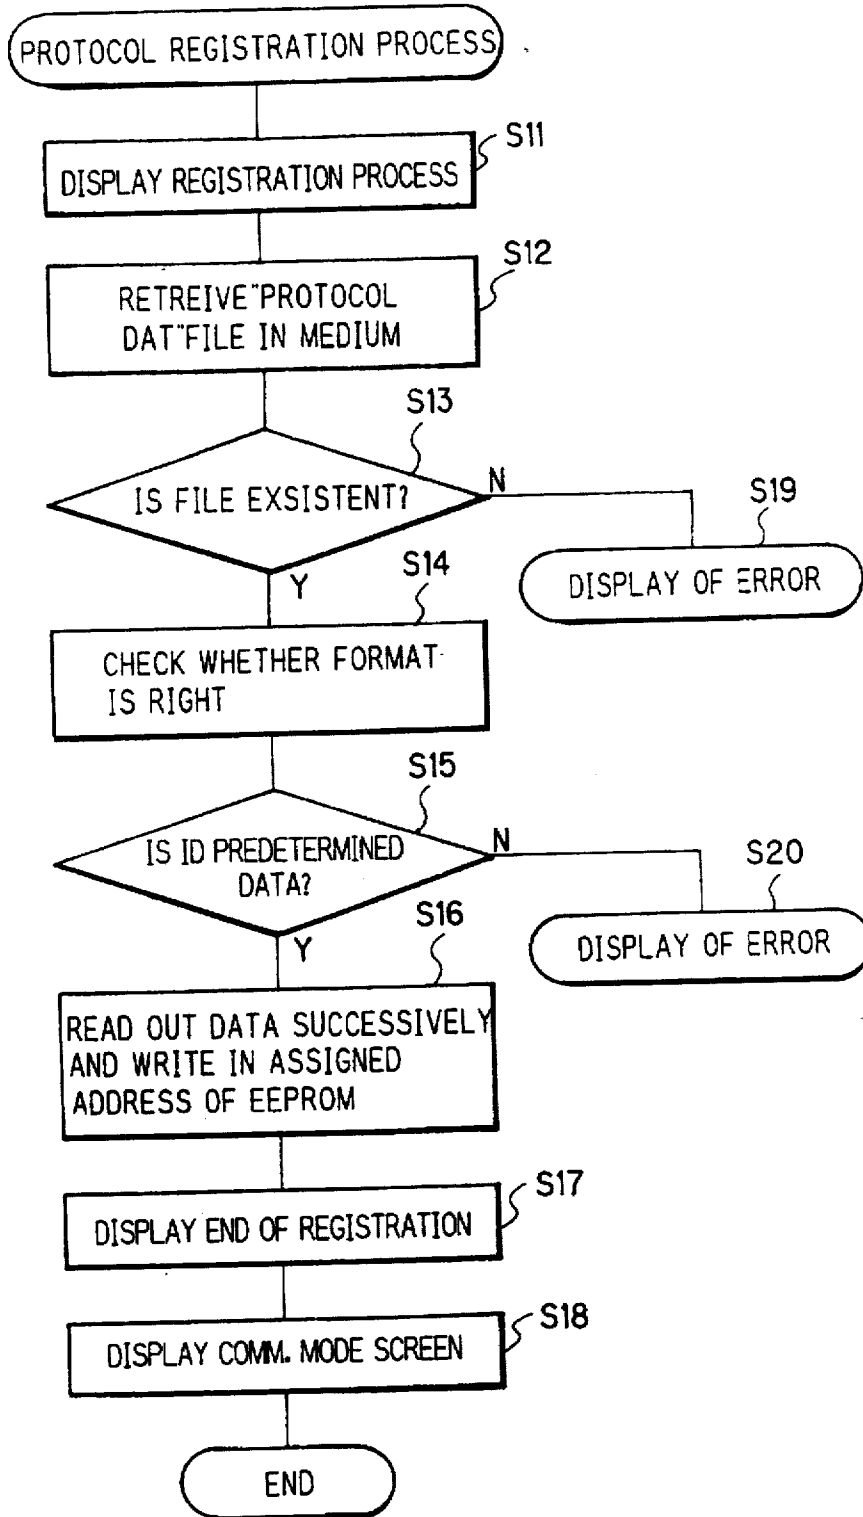 PROTOCOL REGISTRATION PROCESS
S11
DISPLAY REGISTRATION PROCESS
S12
RETREIVE "PROTOCOL
DAT" FILE IN MEDIUM
S13
IS FILE EXSISTENT?
N
S19
DISPLAY OF ERROR
Y
S14
CHECK WHETHER FORMAT
IS RIGHT
S15
IS ID PREDETERMINED
DATA?
N
S20
DISPLAY OF ERROR
Y
S16
READ OUT DATA SUCCESSIVELY
AND WRITE IN ASSIGNED
ADDRESS OF EEPROM
S17
DISPLAY END OF REGISTRATION
S18
DISPLAY COMM. MODE SCREEN
END